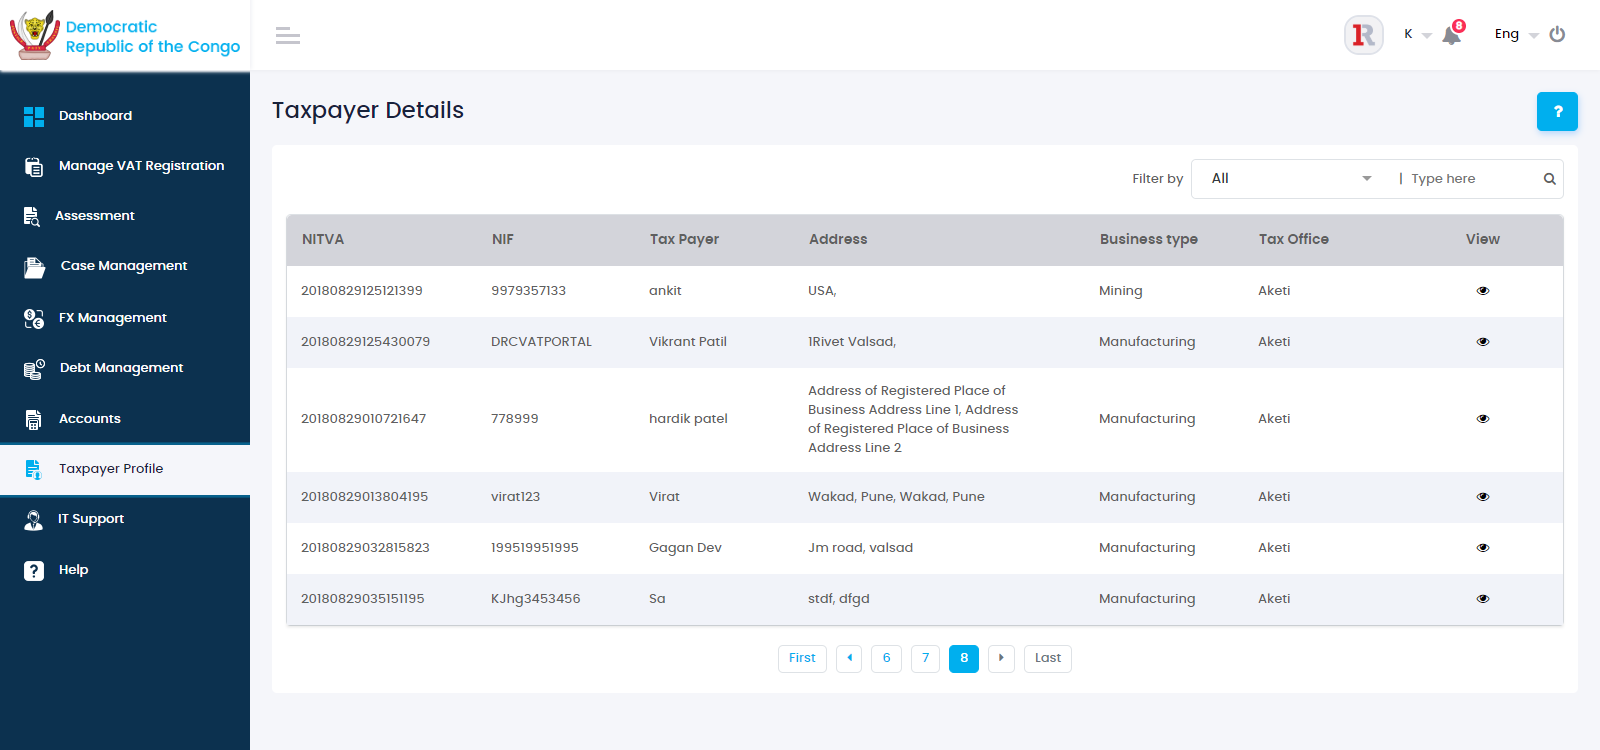 Democratic
Republic of the Congo
1R
K
8
Eng
Dashboard
Manage VAT Registration
Assessment
Case Management
FX Management
Debt Management
Accounts
Taxpayer Profile
IT Support
Help
Taxpayer Details
?
Filter by All | Type here
NITVA NIF Tax Payer Address Business type Tax Office View
20180829125121399 9979357133 ankit USA, Mining Aketi
20180829125430079 DRCVATPORTAL Vikrant Patil 1Rivet Valsad, Manufacturing Aketi
Address of Registered Place of
Business Address Line 1, Address
20180829010721647 778999 hardik patel of Registered Place of Business Manufacturing Aketi
Address Line 2
20180829013804195 virat123 Virat Wakad, Pune, Wakad, Pune Manufacturing Aketi
20180829032815823 199519951995 Gagan Dev Jm road, valsad Manufacturing Aketi
20180829035151195 KJhg3453456 Sa stdf, dfgd Manufacturing Aketi
First 6 7 8 Last